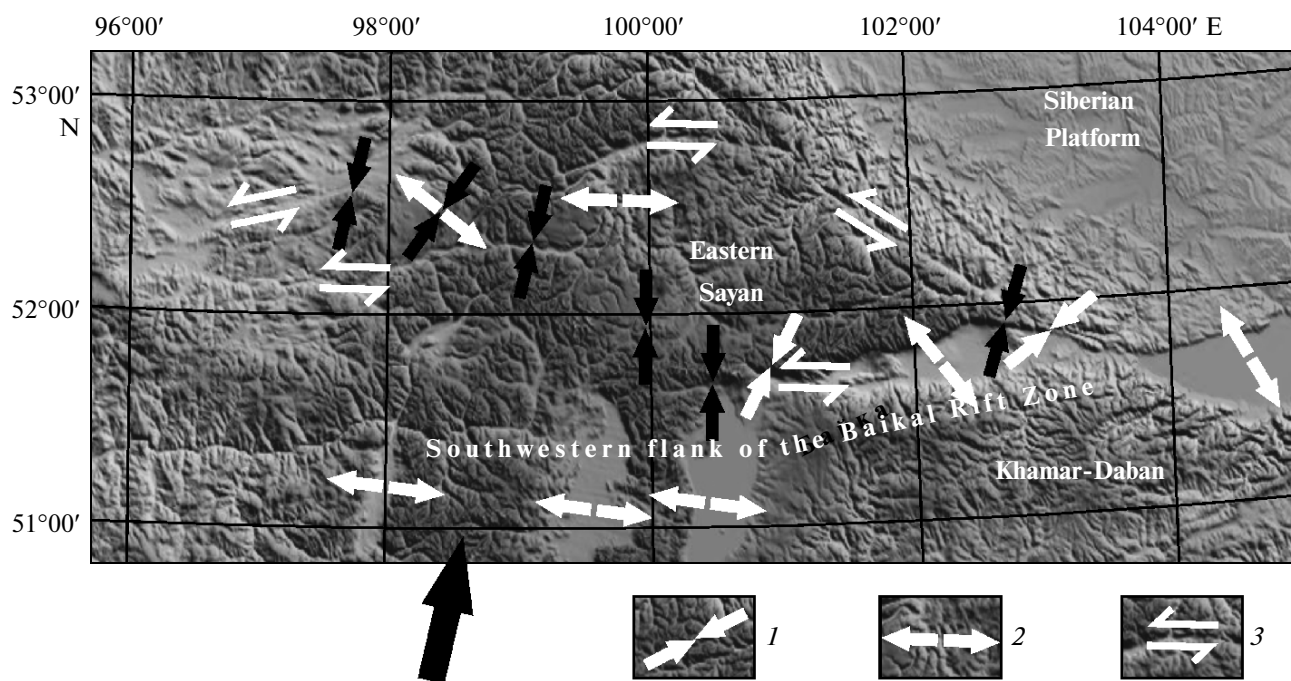 96°00′ 98°00′ 100°00′ 102°00′ 104°00′ E
53°00′
N
Siberian
Platform
Eastern
Sayan
52°00′
Southwestern flank of the Baikal Rift Zone
Khamar-Daban
51°00′
1 2 3